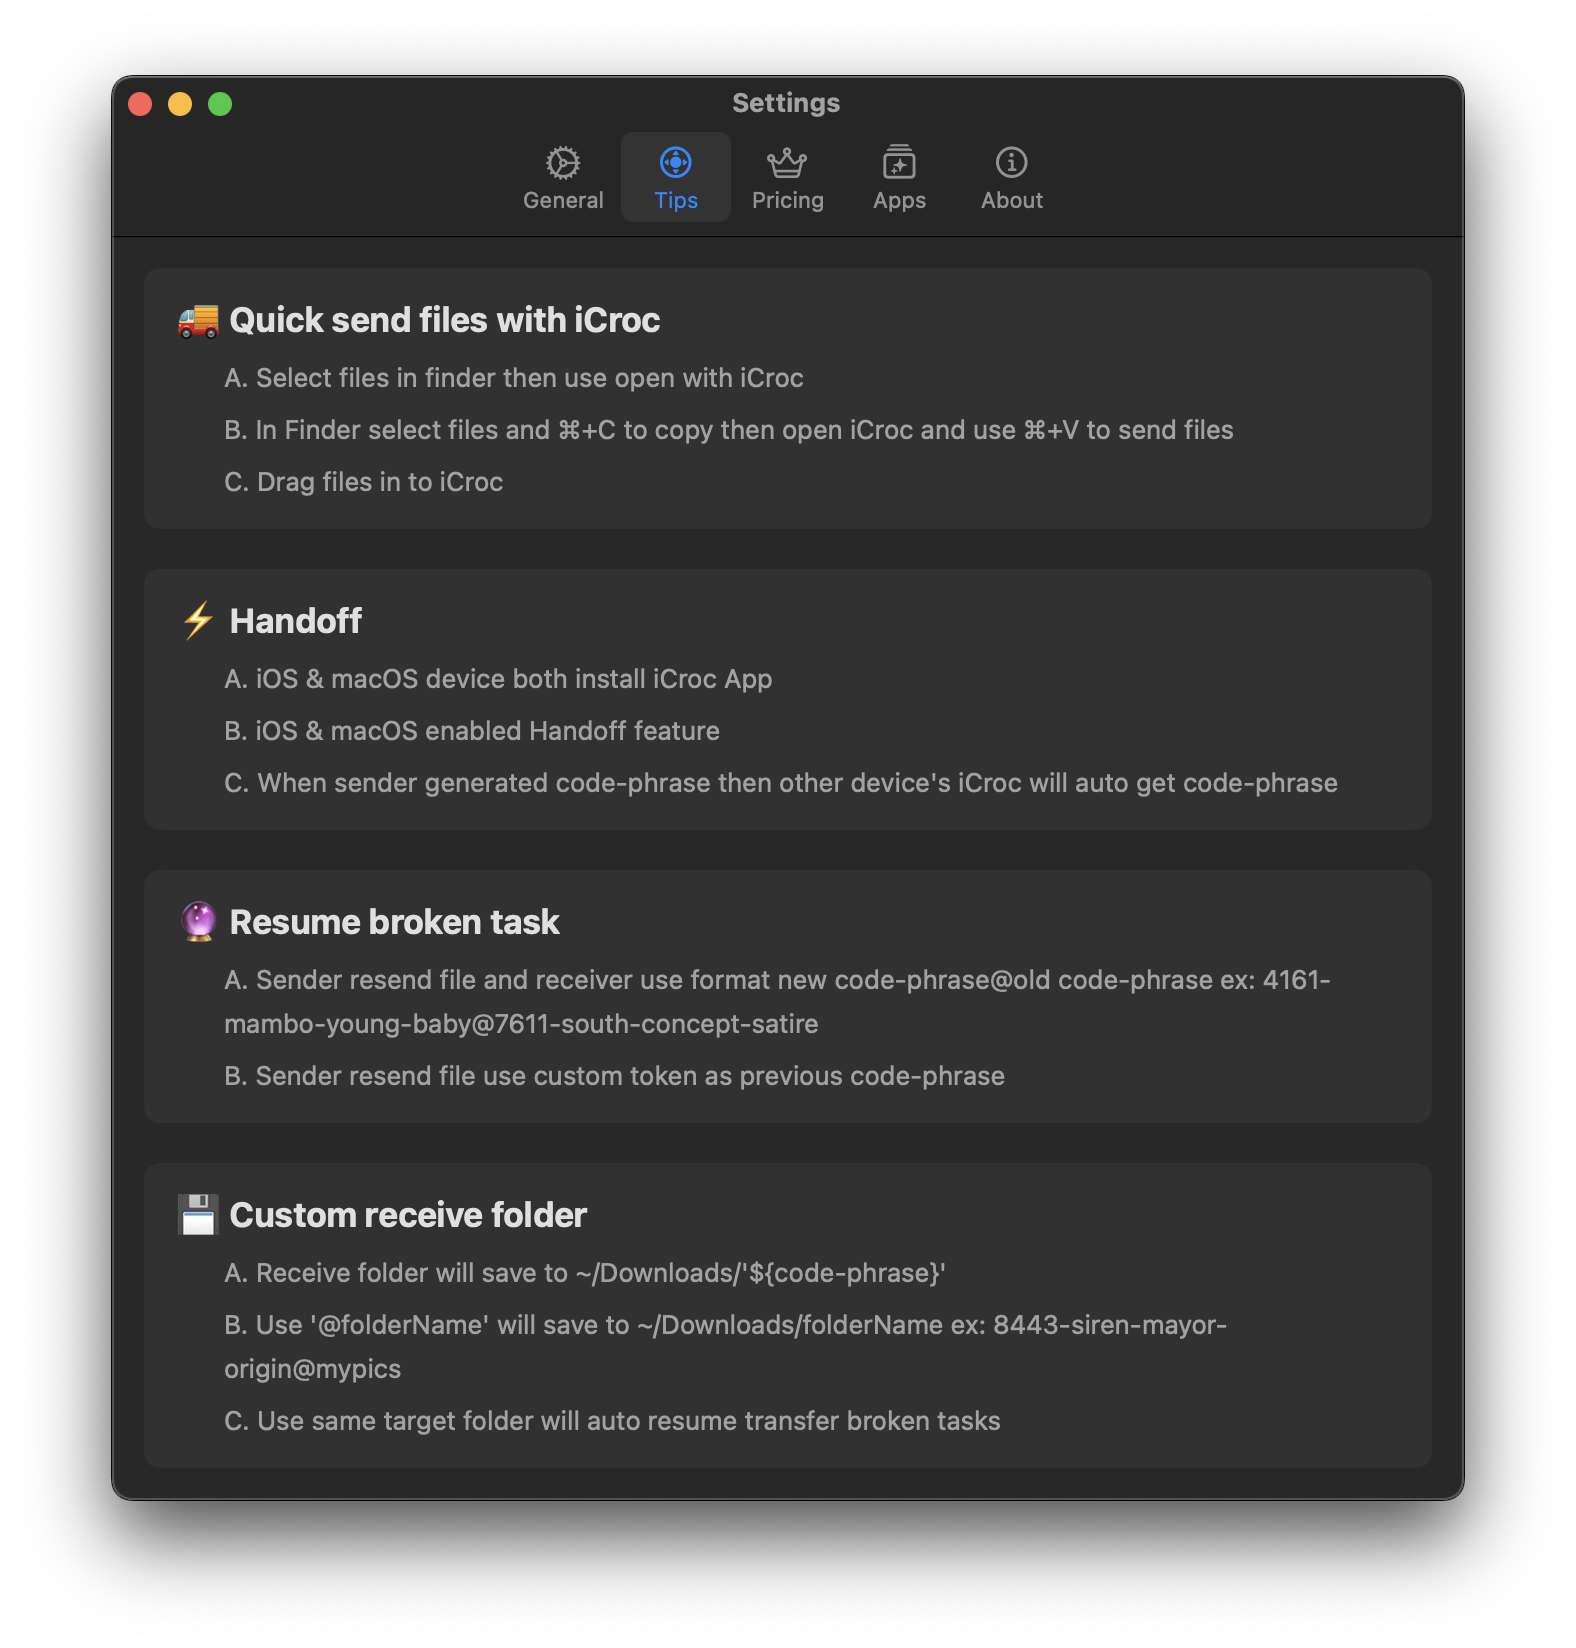 Settings
General
Tips
Pricing
Apps
About
🚚 Quick send files with iCroc
A. Select files in finder then use open with iCroc
B. In Finder select files and ⌘+C to copy then open iCroc and use ⌘+V to send files
C. Drag files in to iCroc
⚡ Handoff
A. iOS & macOS device both install iCroc App
B. iOS & macOS enabled Handoff feature
C. When sender generated code-phrase then other device's iCroc will auto get code-phrase
🔮 Resume broken task
A. Sender resend file and receiver use format new code-phrase@old code-phrase ex: 4161-
mambo-young-baby@7611-south-concept-satire
B. Sender resend file use custom token as previous code-phrase
💾 Custom receive folder
A. Receive folder will save to ~/Downloads/'${code-phrase}'
B. Use '@folderName' will save to ~/Downloads/folderName ex: 8443-siren-mayor-
origin@mypics
C. Use same target folder will auto resume transfer broken tasks